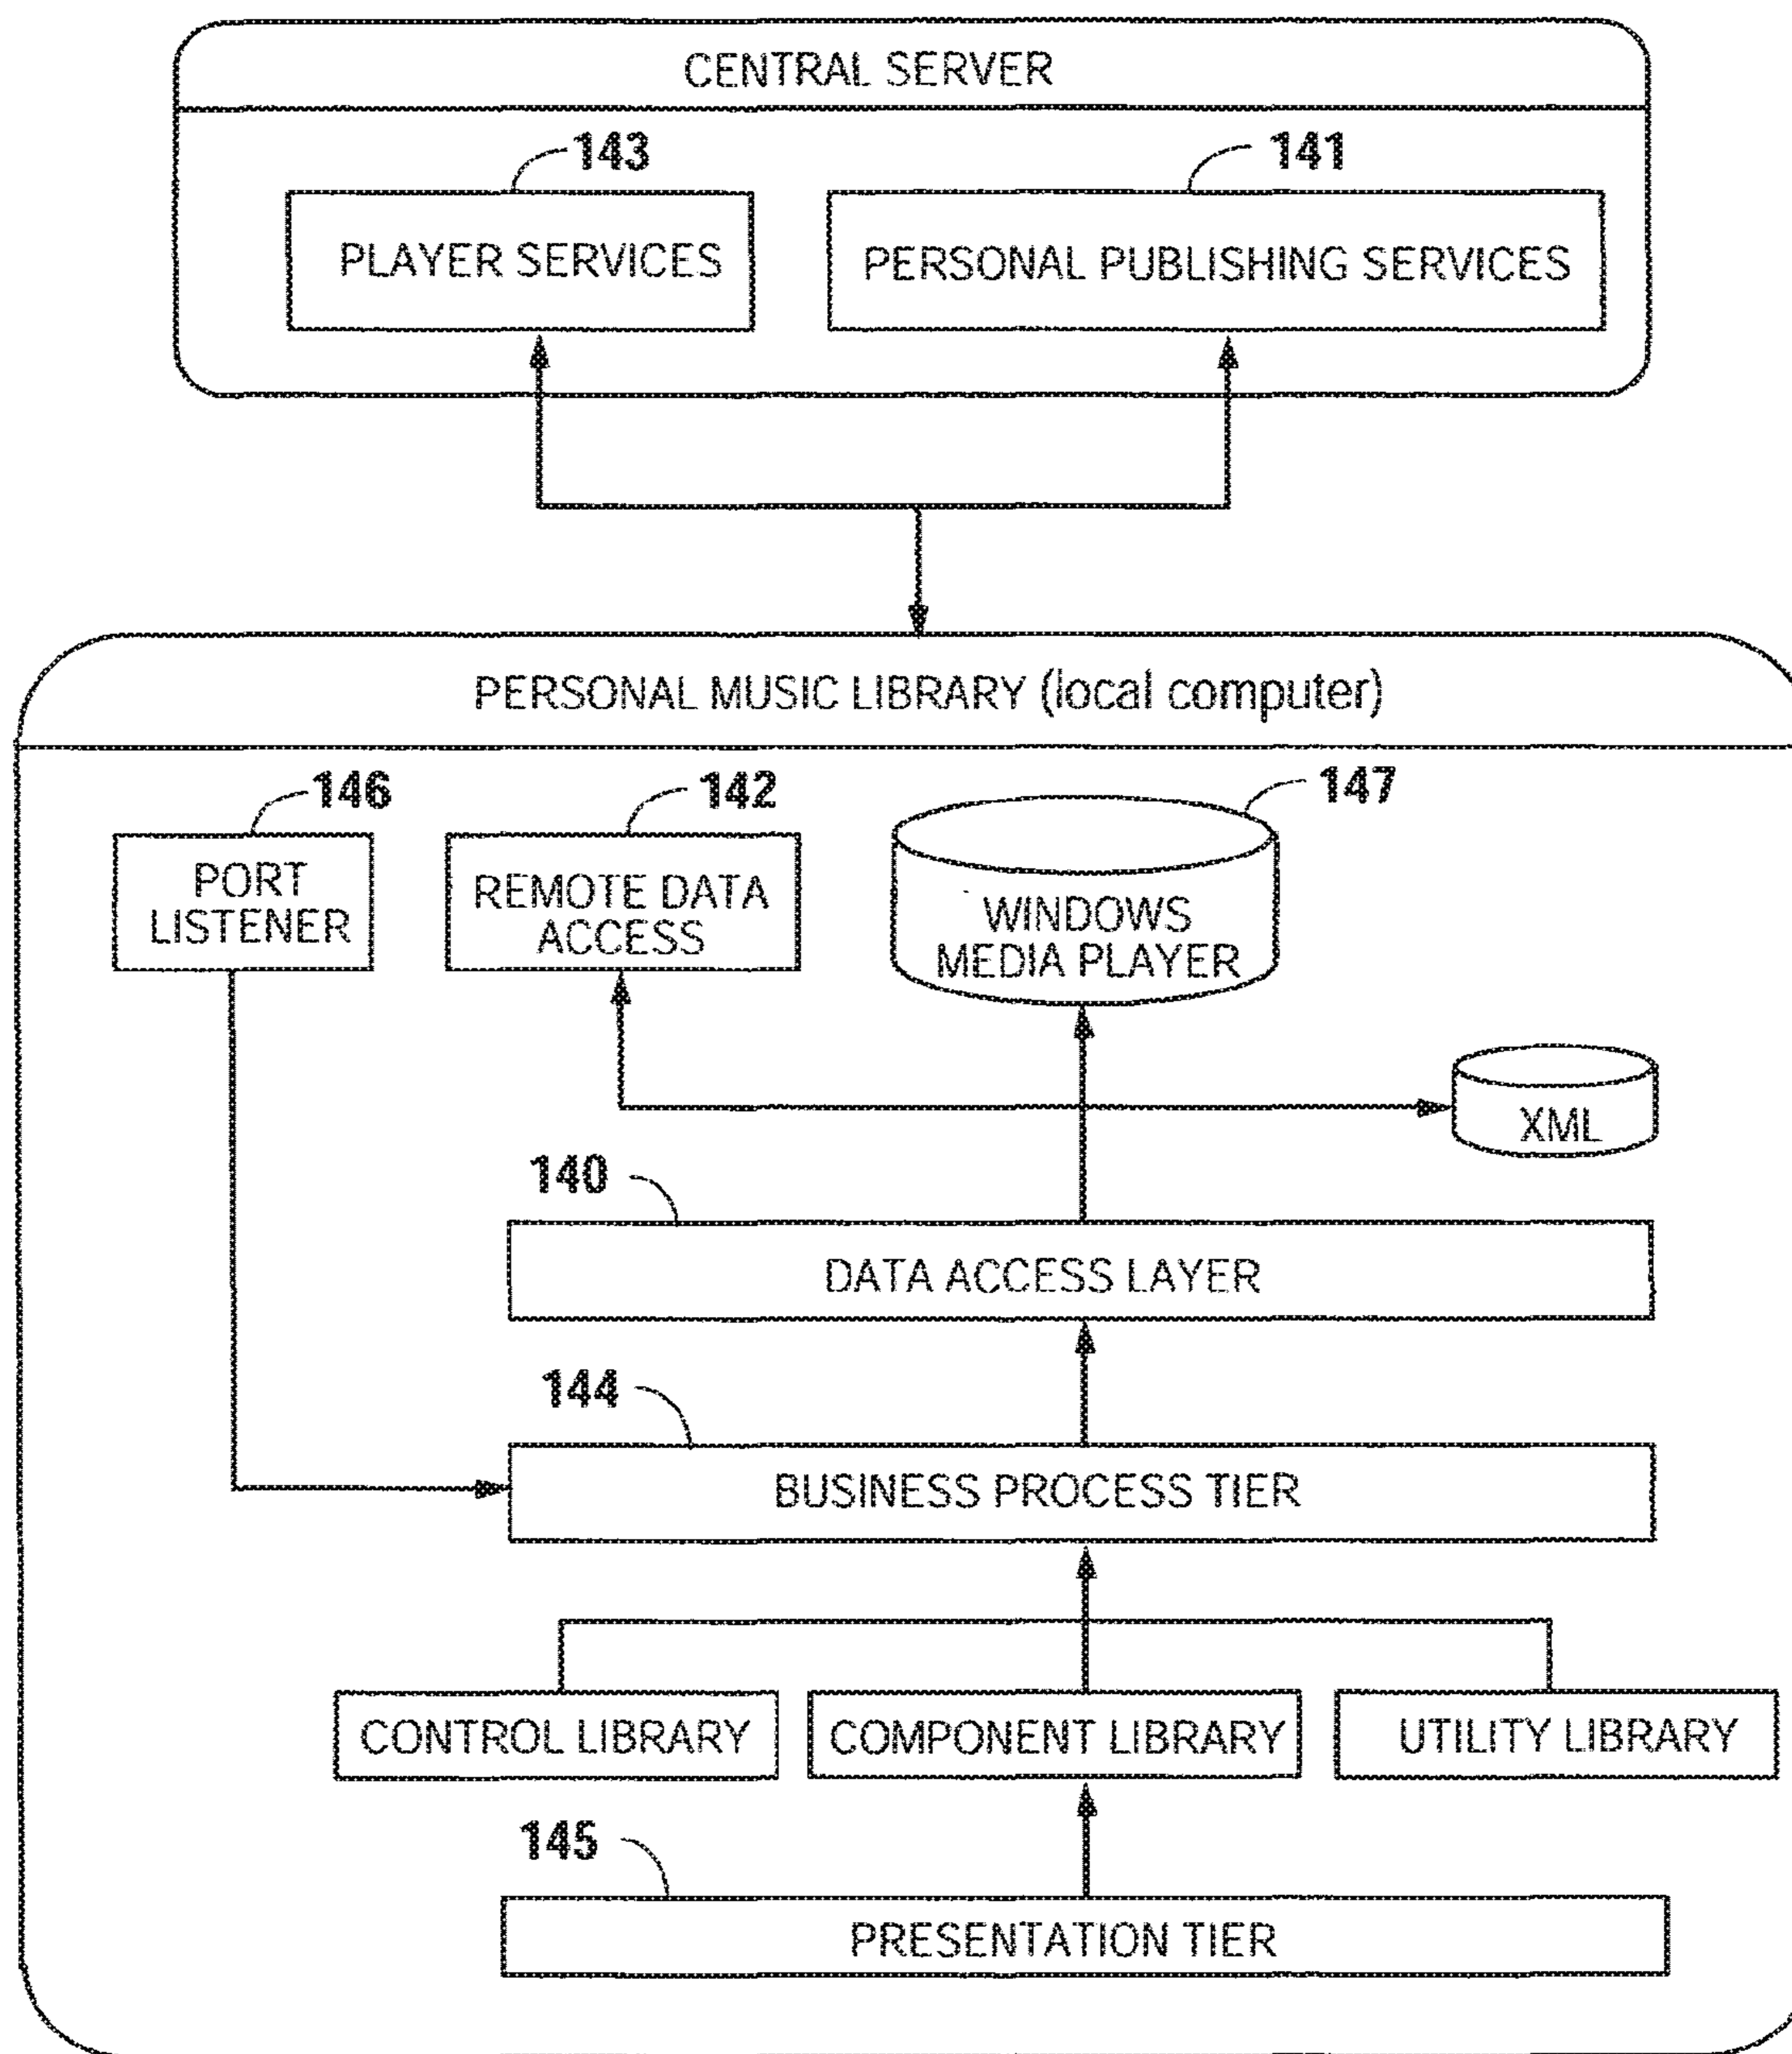 CENTRAL SERVER
143
141
PLAYER SERVICES
PERSONAL PUBLISHING SERVICES
PERSONAL MUSIC LIBRARY (local computer)
146
142
147
PORT
LISTENER
REMOTE DATA
ACCESS
WINDOWS
MEDIA PLAYER
XML
140
DATA ACCESS LAYER
144
BUSINESS PROCESS TIER
CONTROL LIBRARY
COMPONENT LIBRARY
UTILITY LIBRARY
145
PRESENTATION TIER